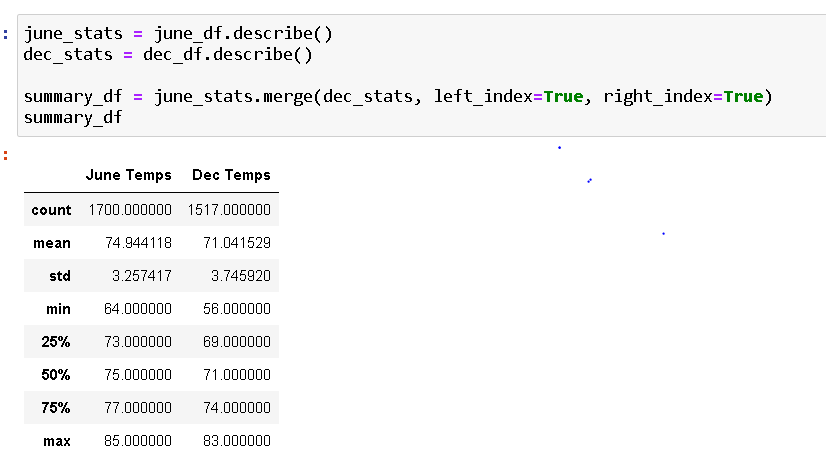 : june_stats = june_df.describe()
dec_stats = dec_df.describe()
summary_df = june_stats.merge(dec_stats, left_index=True, right_index=True)
summary_df
:
June Temps Dec Temps
count 1700.000000 1517.000000
mean 74.944118 71.041529
std 3.257417 3.745920
min 64.000000 56.000000
25% 73.000000 69.000000
50% 75.000000 71.000000
75% 77.000000 74.000000
max 85.000000 83.000000